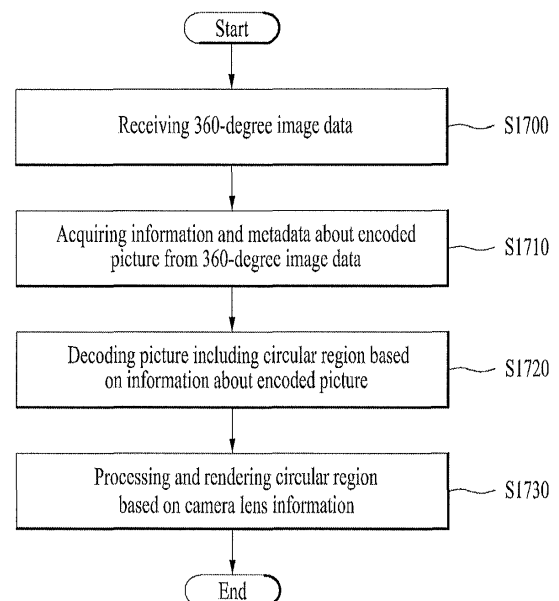 Start
Receiving 360-degree image data
S1700
Acquiring information and metadata about encoded
picture from 360-degree image data
S1710
Decoding picture including circular region based
on information about encoded picture
S1720
Processing and rendering circular region
based on camera lens information
S1730
End